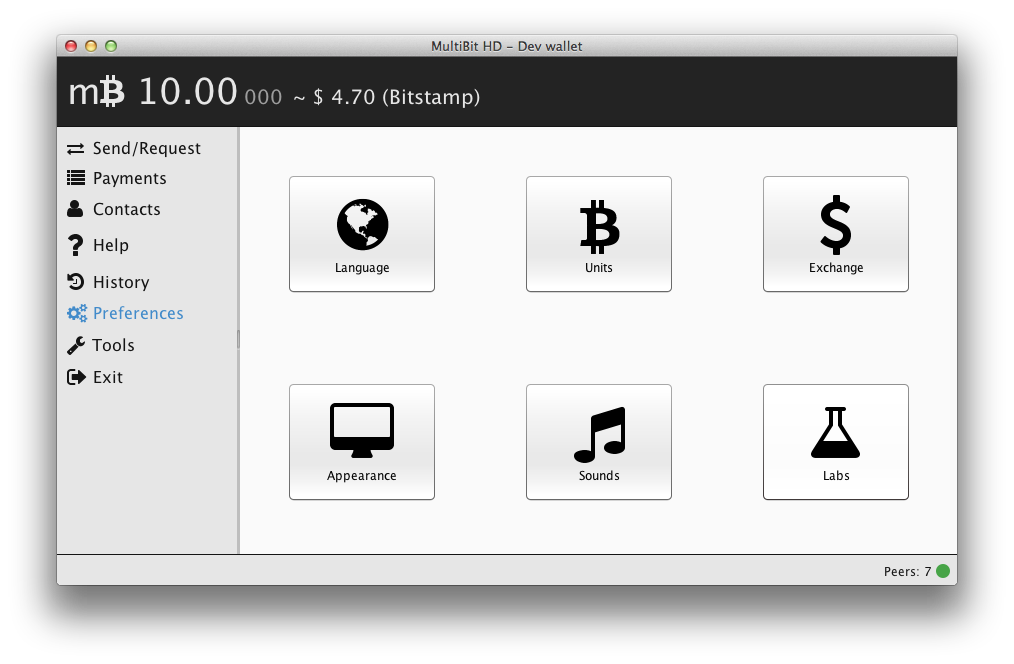 MultiBit HD – Dev wallet
m₿ 10.00 000 ~ $ 4.70 (Bitstamp)
Send/Request
Payments
Contacts
Help
History
Preferences
Tools
Exit
Language
Units
Exchange
Appearance
Sounds
Labs
Peers: 7